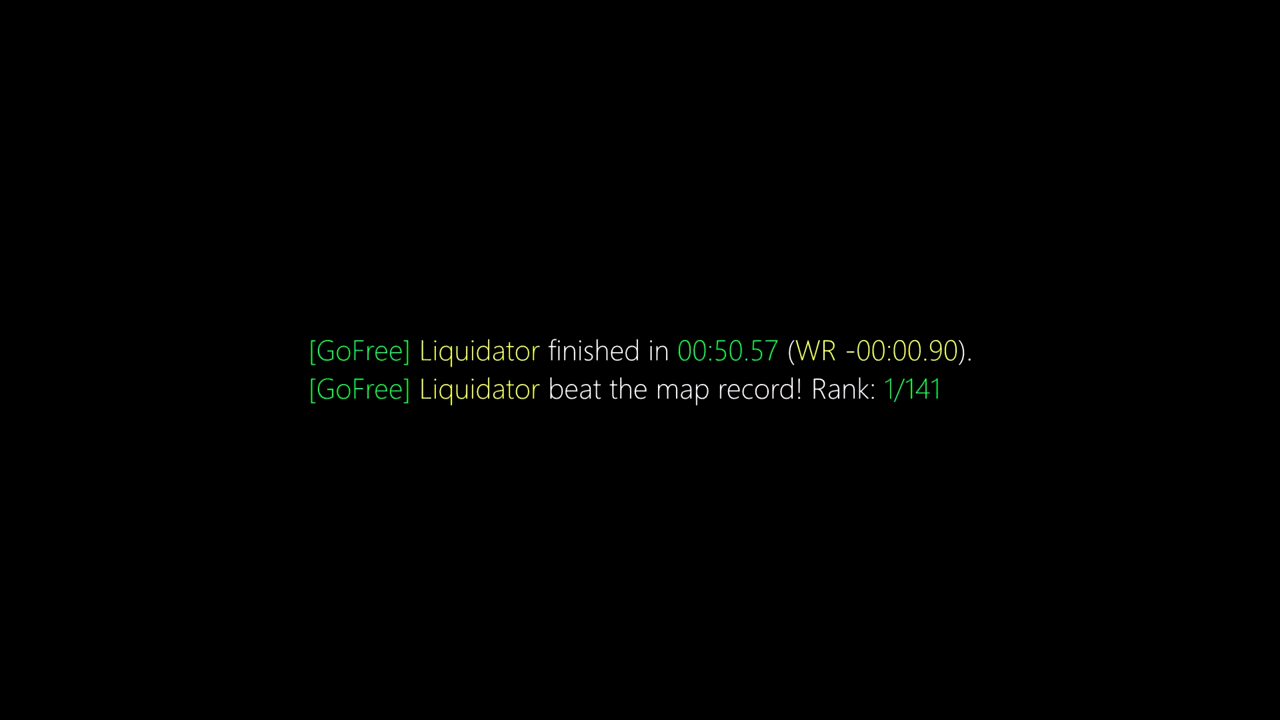 [GoFree] Liquidator finished in 00:50.57 (WR -00:00.90).
[GoFree] Liquidator beat the map record! Rank: 1/141